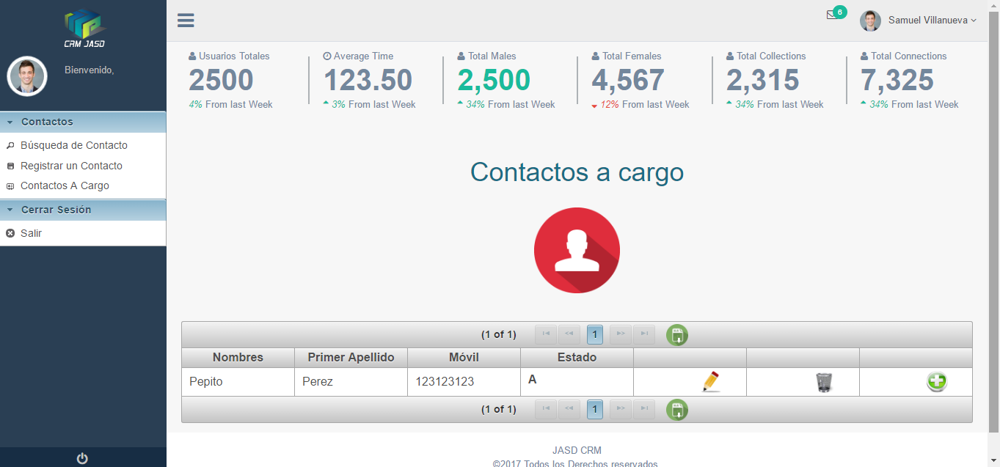 CRM JASD
Bienvenido,
Contactos
Búsqueda de Contacto
Registrar un Contacto
Contactos A Cargo
Cerrar Sesión
Salir
6
Samuel Villanueva
Usuarios Totales
2500
4% From last Week
Average Time
123.50
3% From last Week
Total Males
2,500
34% From last Week
Total Females
4,567
12% From last Week
Total Collections
2,315
34% From last Week
Total Connections
7,325
34% From last Week
Contactos a cargo
(1 of 1) 1
Nombres Primer Apellido Móvil Estado
Pepito Perez 123123123 A
(1 of 1) 1
JASD CRM
©2017 Todos los Derechos reservados